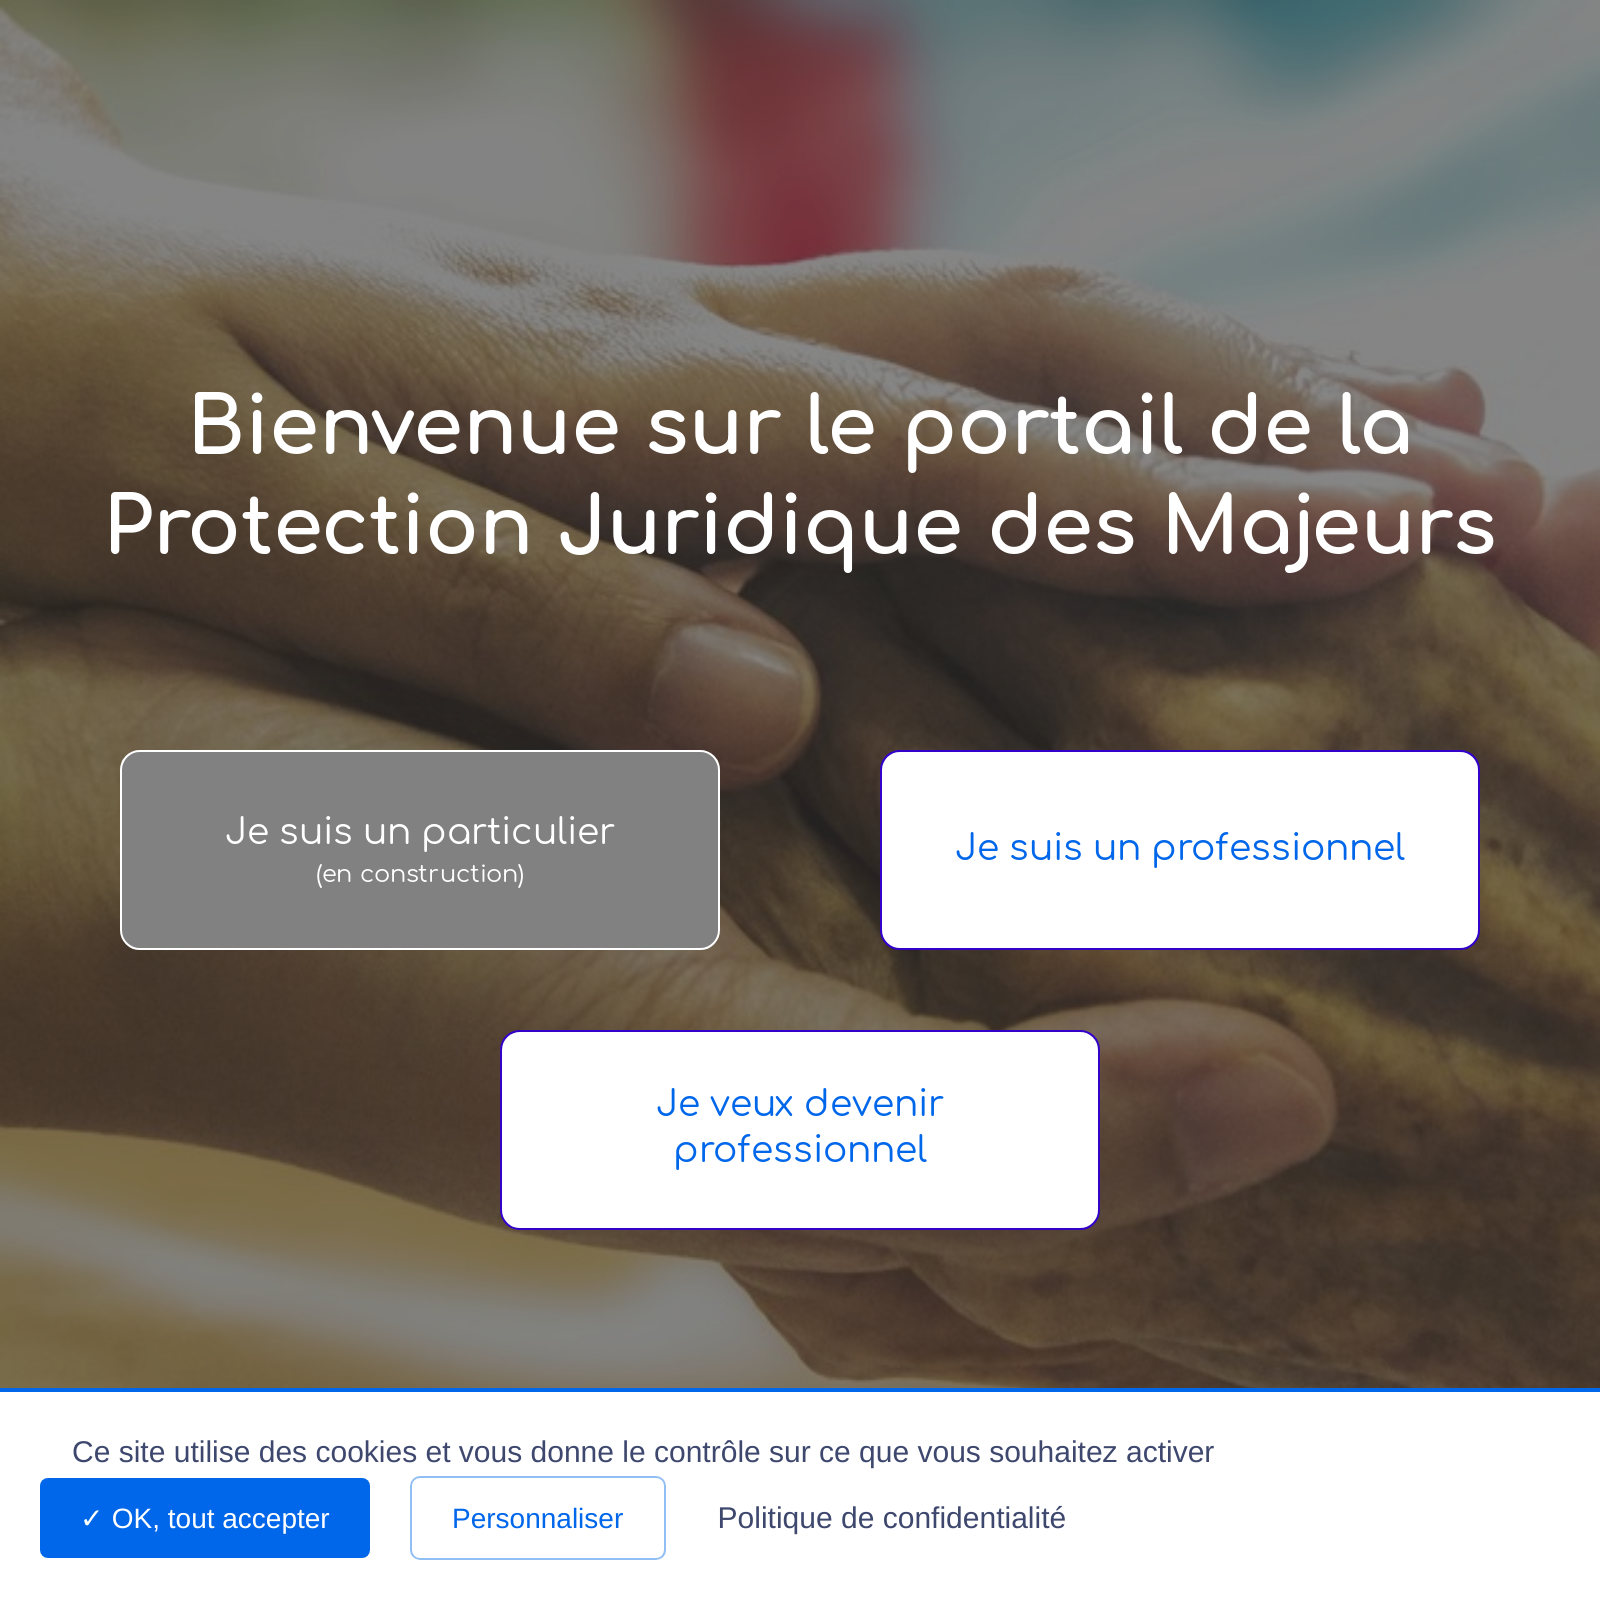 Bienvenue sur le portail de la
Protection Juridique des Majeurs
Je suis un particulier
(en construction)
Je suis un professionnel
Je veux devenir
professionnel
Ce site utilise des cookies et vous donne le contrôle sur ce que vous souhaitez activer
✓ OK, tout accepter
Personnaliser
Politique de confidentialité